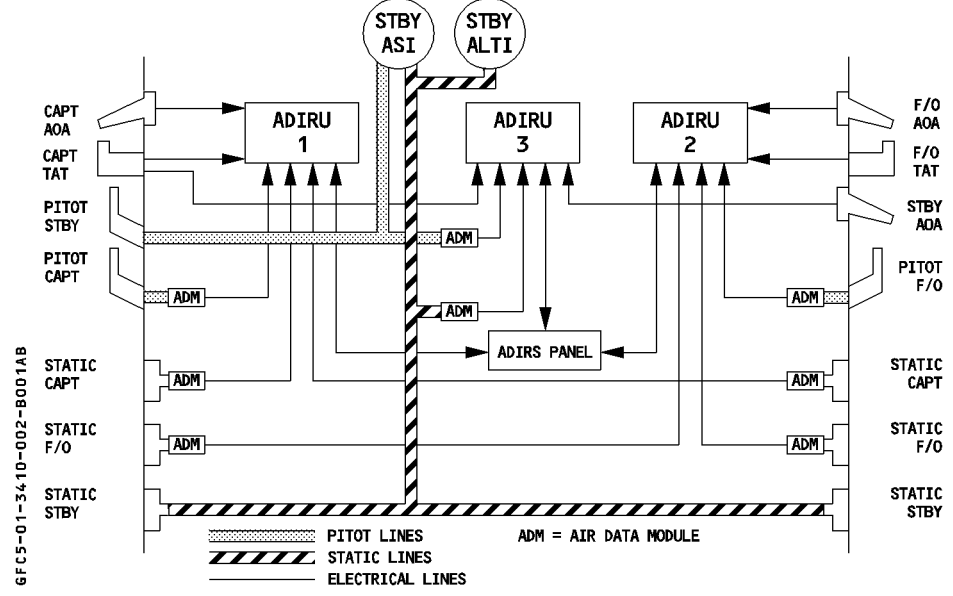 STBY
ASI
STBY
ALTI
CAPT
AOA
ADIRU
1
ADIRU
3
ADIRU
2
F/O
AOA
CAPT
TAT
F/O
TAT
PITOT
STBY
ADM
STBY
AOA
PITOT
CAPT
ADM
ADM
ADM
PITOT
F/O
ADIRS PANEL
STATIC
CAPT
ADM
ADM
STATIC
CAPT
STATIC
F/O
ADM
ADM
STATIC
F/O
STATIC
STBY
STATIC
STBY
PITOT LINES
ADM = AIR DATA MODULE
STATIC LINES
ELECTRICAL LINES
GFC5-01-3410-002-B001AB